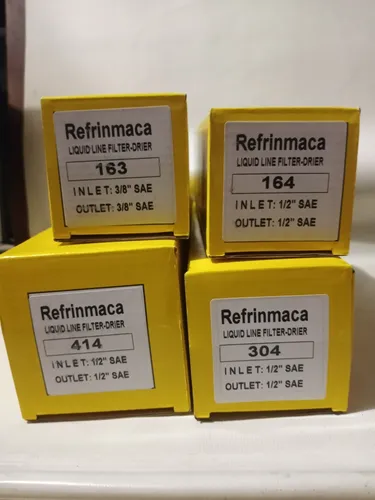 Refrinmaca
LIQUID LINE FILTER-DRIER
163
INLET: 3/8" SAE
OUTLET: 3/8" SAE
Refrinmaca
LIQUID LINE FILTER-DRIER
164
INLET: 1/2" SAE
OUTLET: 1/2" SAE
Refrinmaca
LIQUID LINE FILTER-DRIER
414
INLET: 1/2" SAE
OUTLET: 1/2" SAE
Refrinmaca
LIQUID LINE FILTER-DRIER
304
INLET: 1/2" SAE
OUTLET: 1/2" SAE